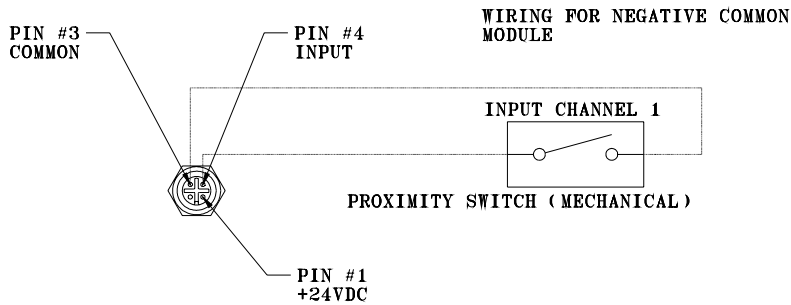 WIRING FOR NEGATIVE COMMON
MODULE
PIN #3
COMMON
PIN #4
INPUT
INPUT CHANNEL 1
PROXIMITY SWITCH (MECHANICAL)
PIN #1
+24VDC